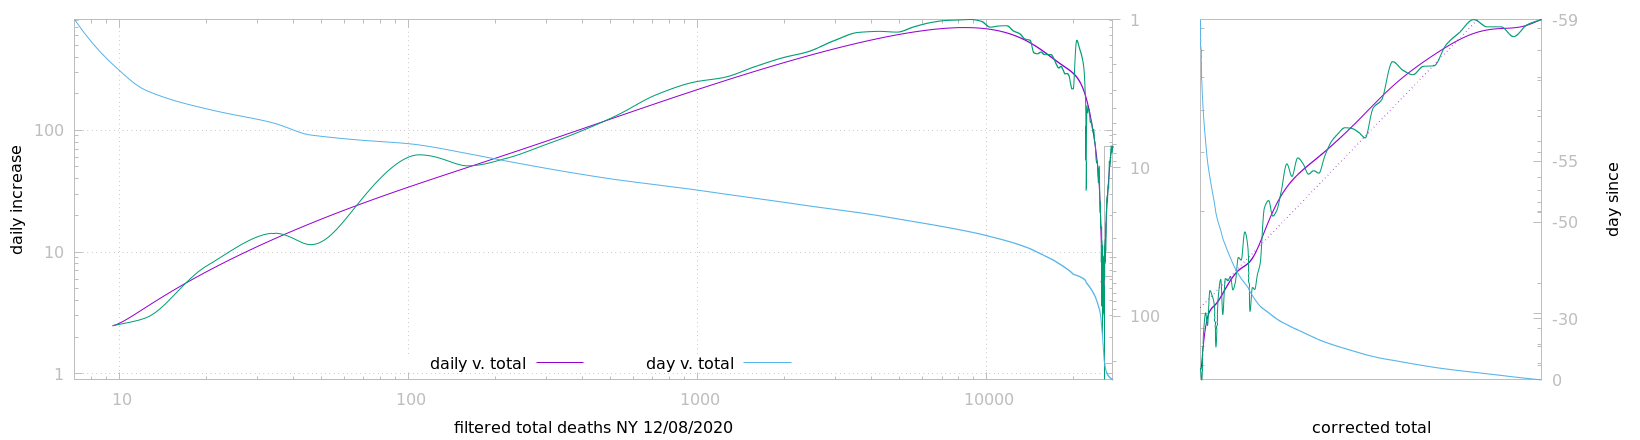 daily increase
100
10
1
daily v. total
day v. total
10
100
1000
10000
filtered total deaths NY 12/08/2020
1
10
100
-59
-55
-50
-30
0
day since
corrected total